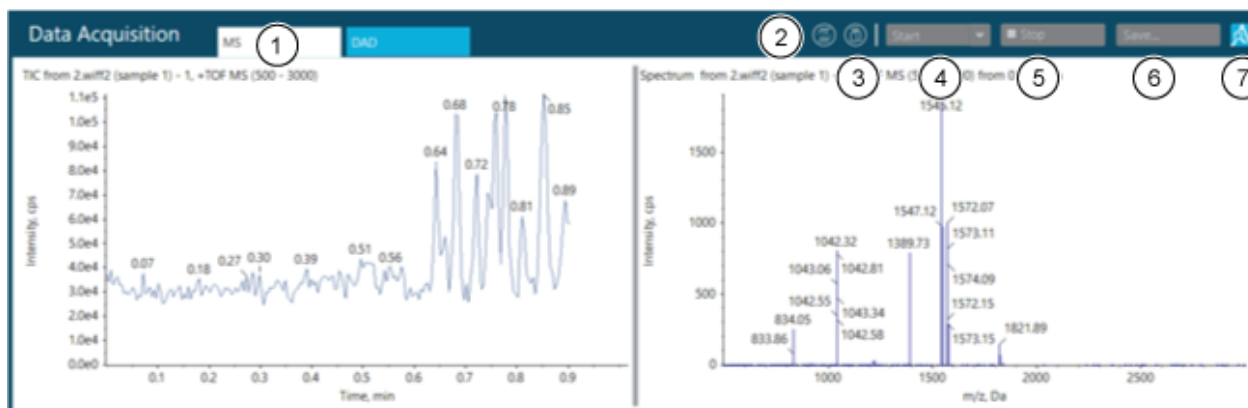 Data Acquisition
MS
1
DAD
2
Start
Stop
Save...
3
4
5
6
7
TIC from 2.wiff2 (sample 1) - 1, +TOF MS (500 - 3000)
Spectrum from 2.wiff2 (sample 1) -
from
1.1e5
1.0e5
9.0e4
8.0e4
7.0e4
6.0e4
5.0e4
4.0e4
3.0e4
2.0e4
1.0e4
0.0e0
Intensity, cps
0.07
0.18
0.27
0.30
0.39
0.51
0.56
0.64
0.68
0.72
0.78
0.81
0.85
0.89
0.1
0.2
0.3
0.4
0.5
0.6
0.7
0.8
0.9
Time, min
1500
1000
500
0
Intensity, cps
1547.12
1572.07
1573.11
1042.32
1389.73
1043.06
1042.81
1574.09
1042.55
1043.34
1572.15
834.05
833.86
1042.58
1573.15
1821.89
1000
1500
2000
2500
m/z, Da